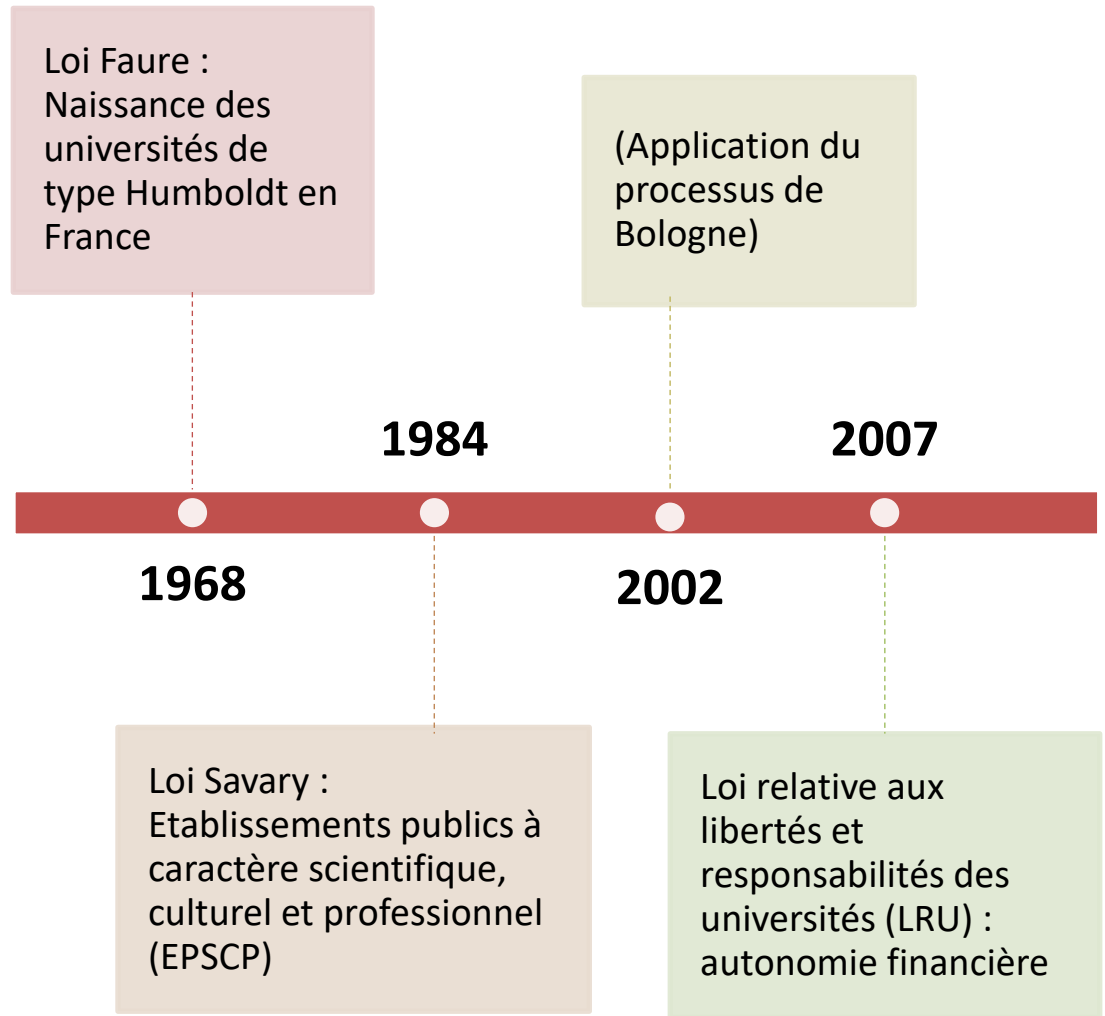 Loi Faure :
Naissance des
universités de
type Humboldt en
France
(Application du
processus de
Bologne)
1984
2007
1968
2002
Loi Savary :
Etablissements publics à
caractère scientifique,
culturel et professionnel
(EPSCP)
Loi relative aux
libertés et
responsabilités des
universités (LRU) :
autonomie financière